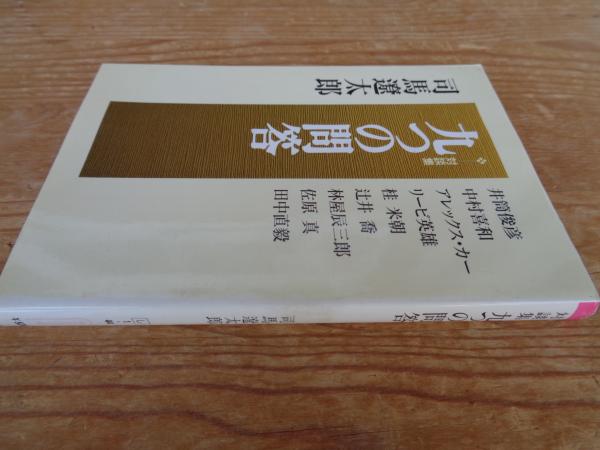 対談集
九つの問答
司馬遼太郎
井筒俊彦
中村喜和
アレックス・カー
リービ英雄
桂 米朝
辻井 喬
林屋辰三郎
佐原 真
田中直毅
対談集 九つの問答
司馬遼太郎